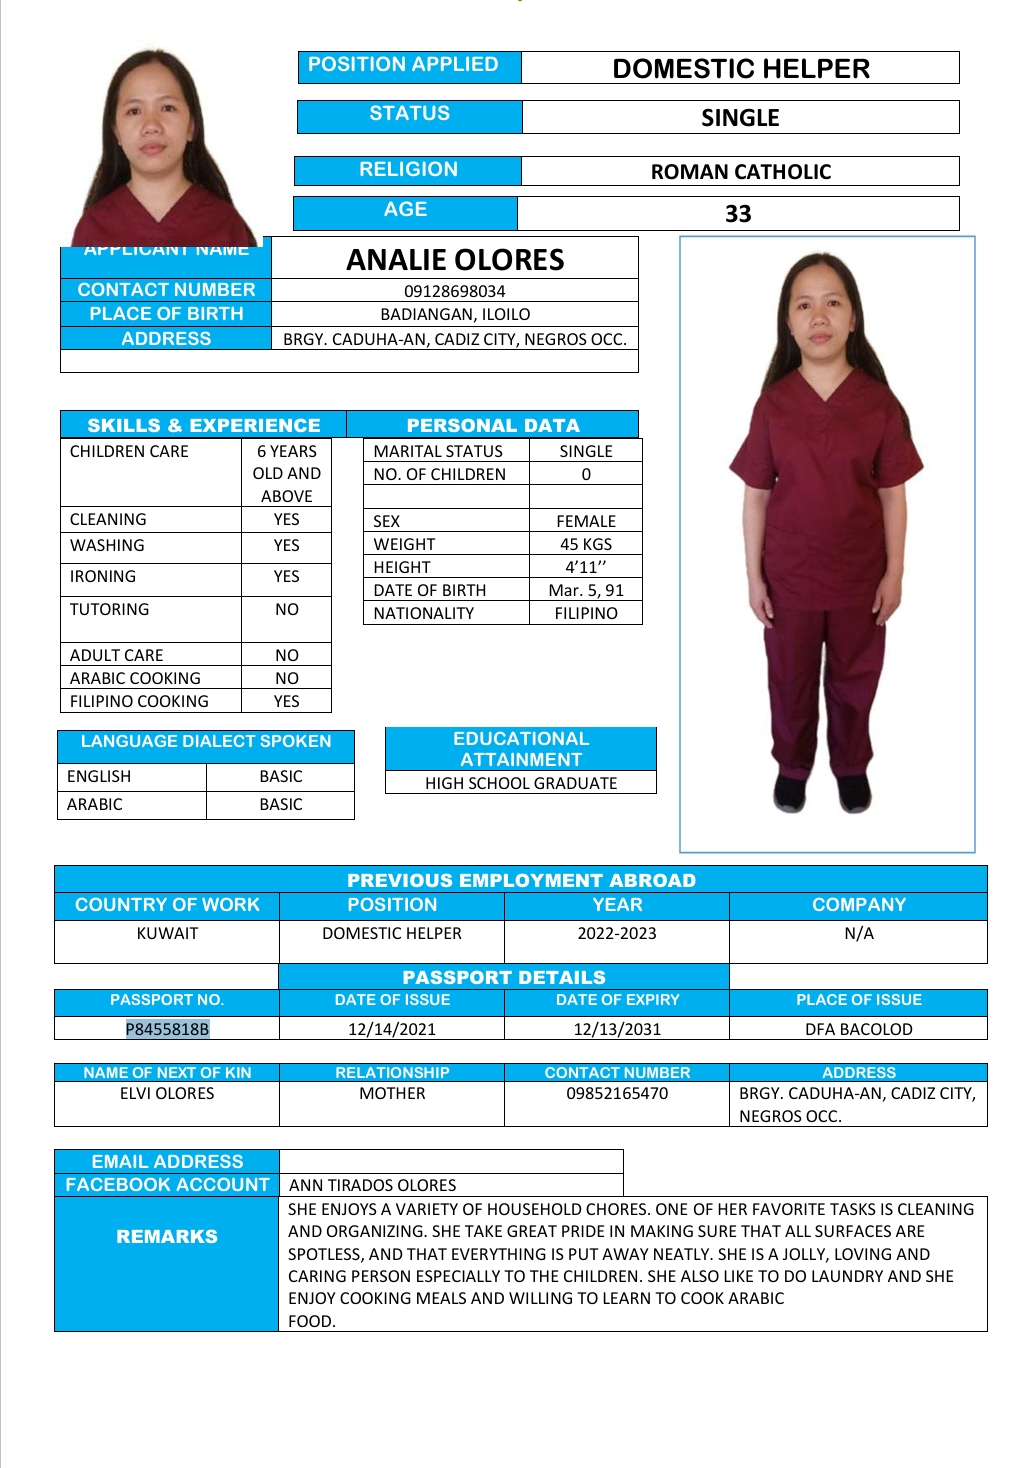 POSITION APPLIED DOMESTIC HELPER
STATUS SINGLE
RELIGION ROMAN CATHOLIC
AGE 33
APPLICANT NAME ANALIE OLORES
CONTACT NUMBER 09128698034
PLACE OF BIRTH BADIANGAN, ILOILO
ADDRESS BRGY. CADUHA-AN, CADIZ CITY, NEGROS OCC.
SKILLS & EXPERIENCE
CHILDREN CARE 6 YEARS
OLD AND
ABOVE
CLEANING YES
WASHING YES
IRONING YES
TUTORING NO
ADULT CARE NO
ARABIC COOKING NO
FILIPINO COOKING YES
PERSONAL DATA
MARITAL STATUS SINGLE
NO. OF CHILDREN 0
SEX FEMALE
WEIGHT 45 KGS
HEIGHT 4’11’’
DATE OF BIRTH Mar. 5, 91
NATIONALITY FILIPINO
LANGUAGE DIALECT SPOKEN
ENGLISH BASIC
ARABIC BASIC
EDUCATIONAL
ATTAINMENT
HIGH SCHOOL GRADUATE
PREVIOUS EMPLOYMENT ABROAD
COUNTRY OF WORK POSITION YEAR COMPANY
KUWAIT DOMESTIC HELPER 2022-2023 N/A
PASSPORT DETAILS
PASSPORT NO. DATE OF ISSUE DATE OF EXPIRY PLACE OF ISSUE
P8455818B 12/14/2021 12/13/2031 DFA BACOLOD
NAME OF NEXT OF KIN RELATIONSHIP CONTACT NUMBER ADDRESS
ELVI OLORES MOTHER 09852165470 BRGY. CADUHA-AN, CADIZ CITY,
NEGROS OCC.
EMAIL ADDRESS
FACEBOOK ACCOUNT ANN TIRADOS OLORES
REMARKS
SHE ENJOYS A VARIETY OF HOUSEHOLD CHORES. ONE OF HER FAVORITE TASKS IS CLEANING
AND ORGANIZING. SHE TAKE GREAT PRIDE IN MAKING SURE THAT ALL SURFACES ARE
SPOTLESS, AND THAT EVERYTHING IS PUT AWAY NEATLY. SHE IS A JOLLY, LOVING AND
CARING PERSON ESPECIALLY TO THE CHILDREN. SHE ALSO LIKE TO DO LAUNDRY AND SHE
ENJOY COOKING MEALS AND WILLING TO LEARN TO COOK ARABIC
FOOD.